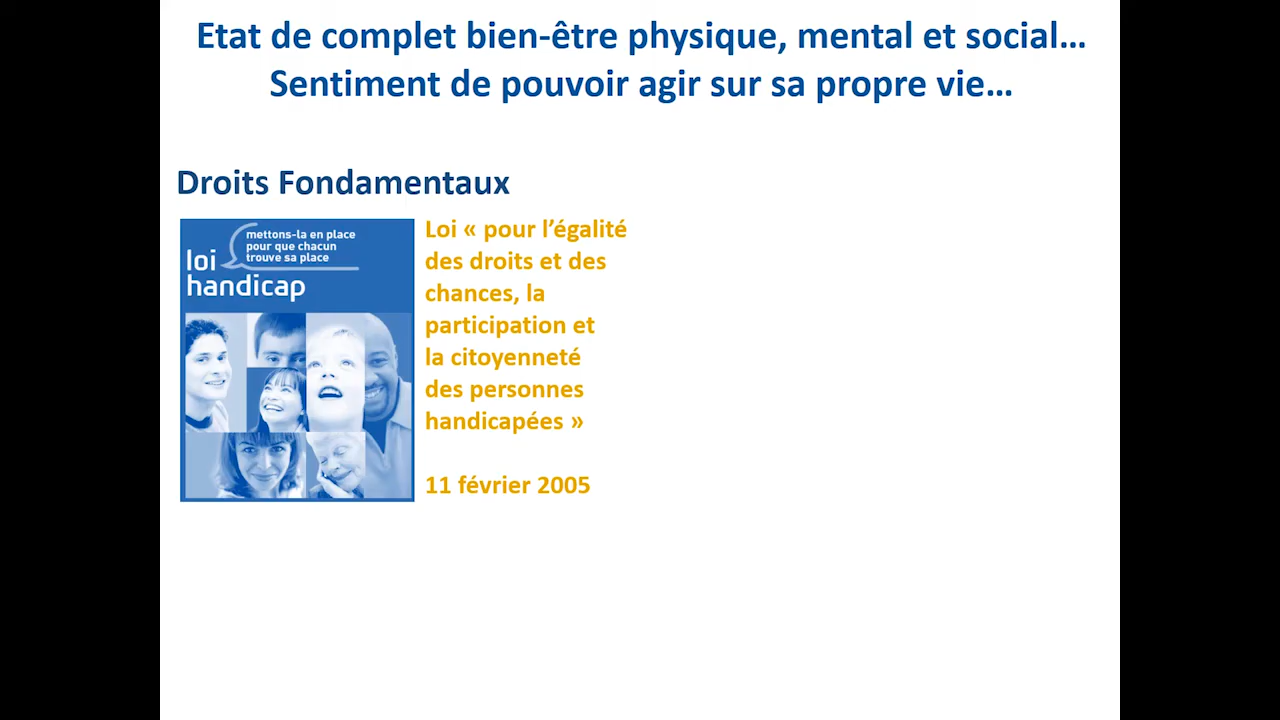 Etat de complet bien-être physique, mental et social…
Sentiment de pouvoir agir sur sa propre vie…
Droits Fondamentaux
mettons-la en place
pour que chacun
trouve sa place
loi
handicap
Loi « pour l’égalité
des droits et des
chances, la
participation et
la citoyenneté
des personnes
handicapées »
11 février 2005